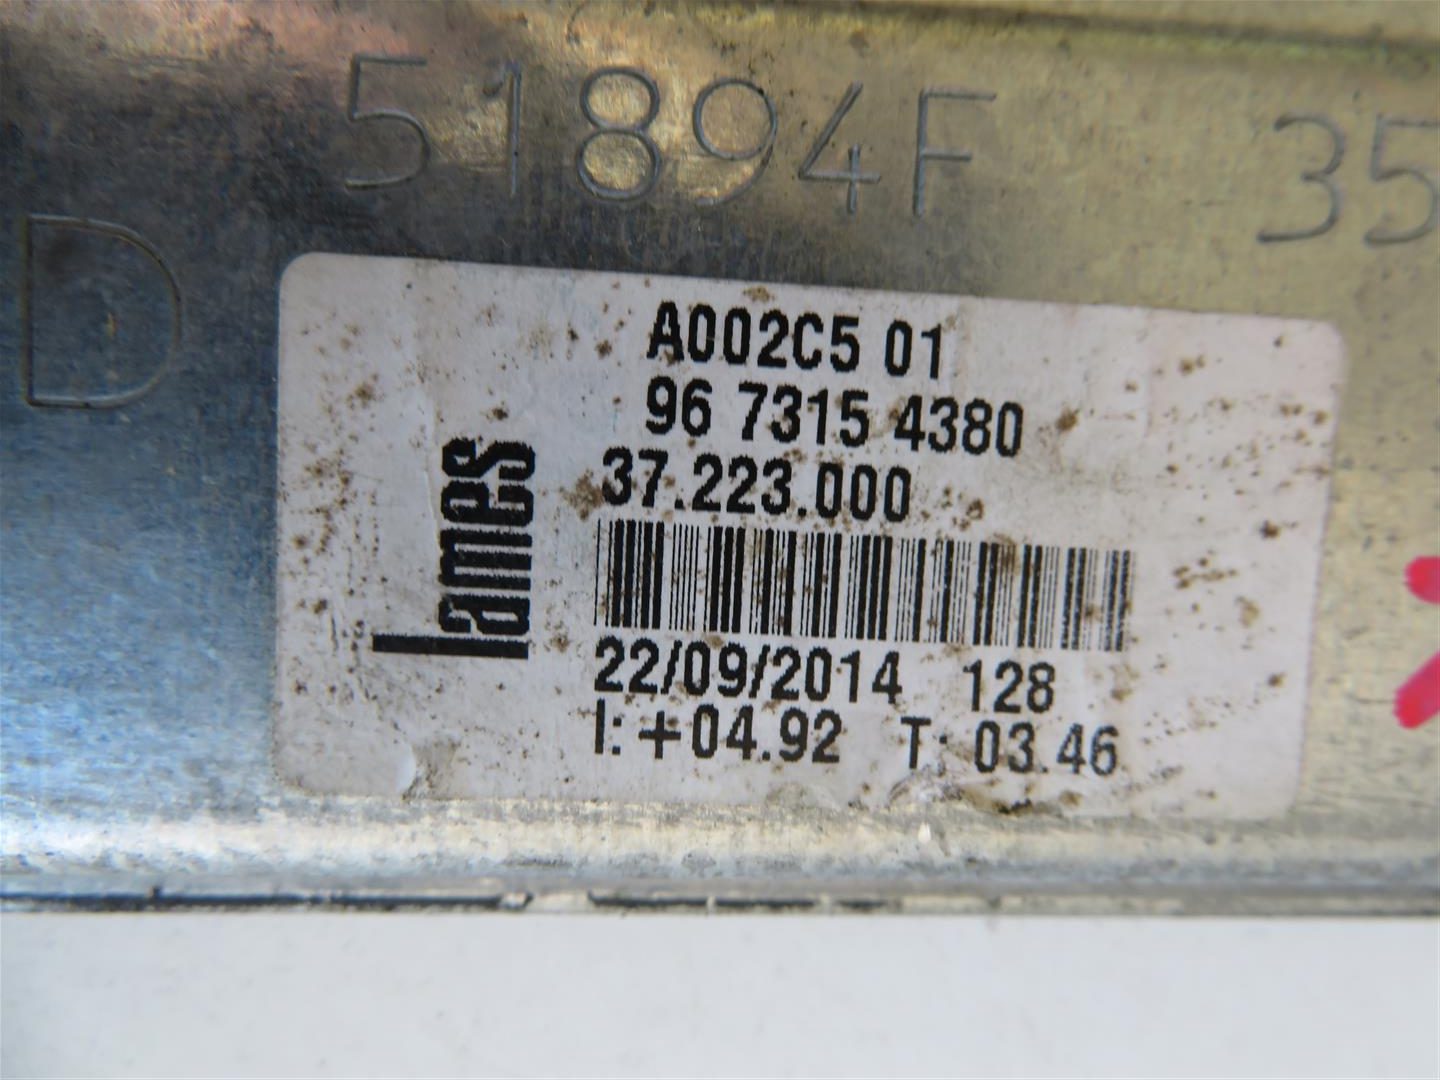 51894F 35
D
lames
A002C5 01
96 7315 4380
37.223.000
22/09/2014 128
I: +04.92 T: 03.46